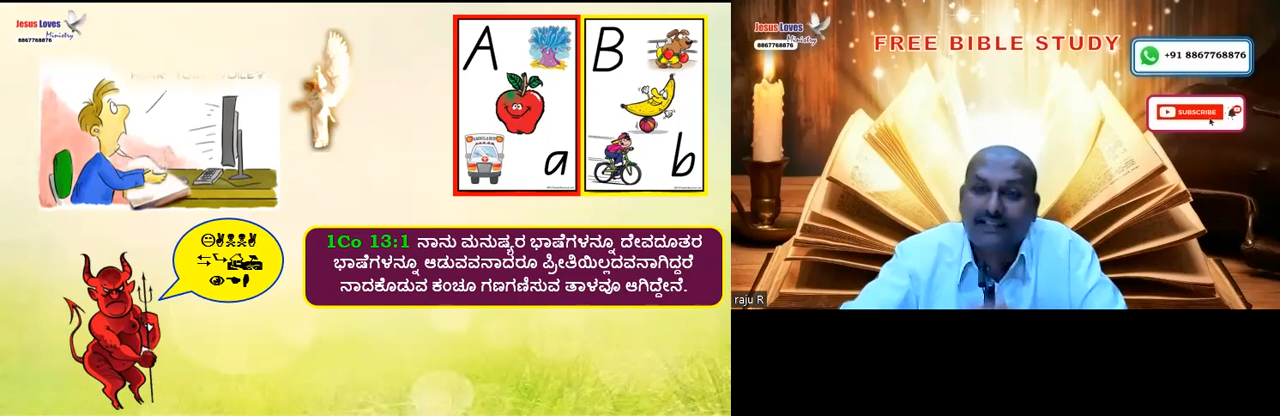 Jesus Loves
Ministry
8867768876
A
a
B
b
1Co 13:1 ನಾನು ಮನುಷ್ಯರ ಭಾಷೆಗಳನ್ನೂ ದೇವದೂತರ
ಭಾಷೆಗಳನ್ನೂ ಆಡುವವನಾದರೂ ಪ್ರೀತಿಯಿಲ್ಲದವನಾಗಿದ್ದರೆ
ನಾದಕೊಡುವ ಕಂಚೂ ಗಣಗಣಿಸುವ ತಾಳವೂ ಆಗಿದ್ದೇನೆ.
Jesus Loves
Ministry
8867768876
FREE BIBLE STUDY
+91 8867768876
SUBSCRIBE
raju R